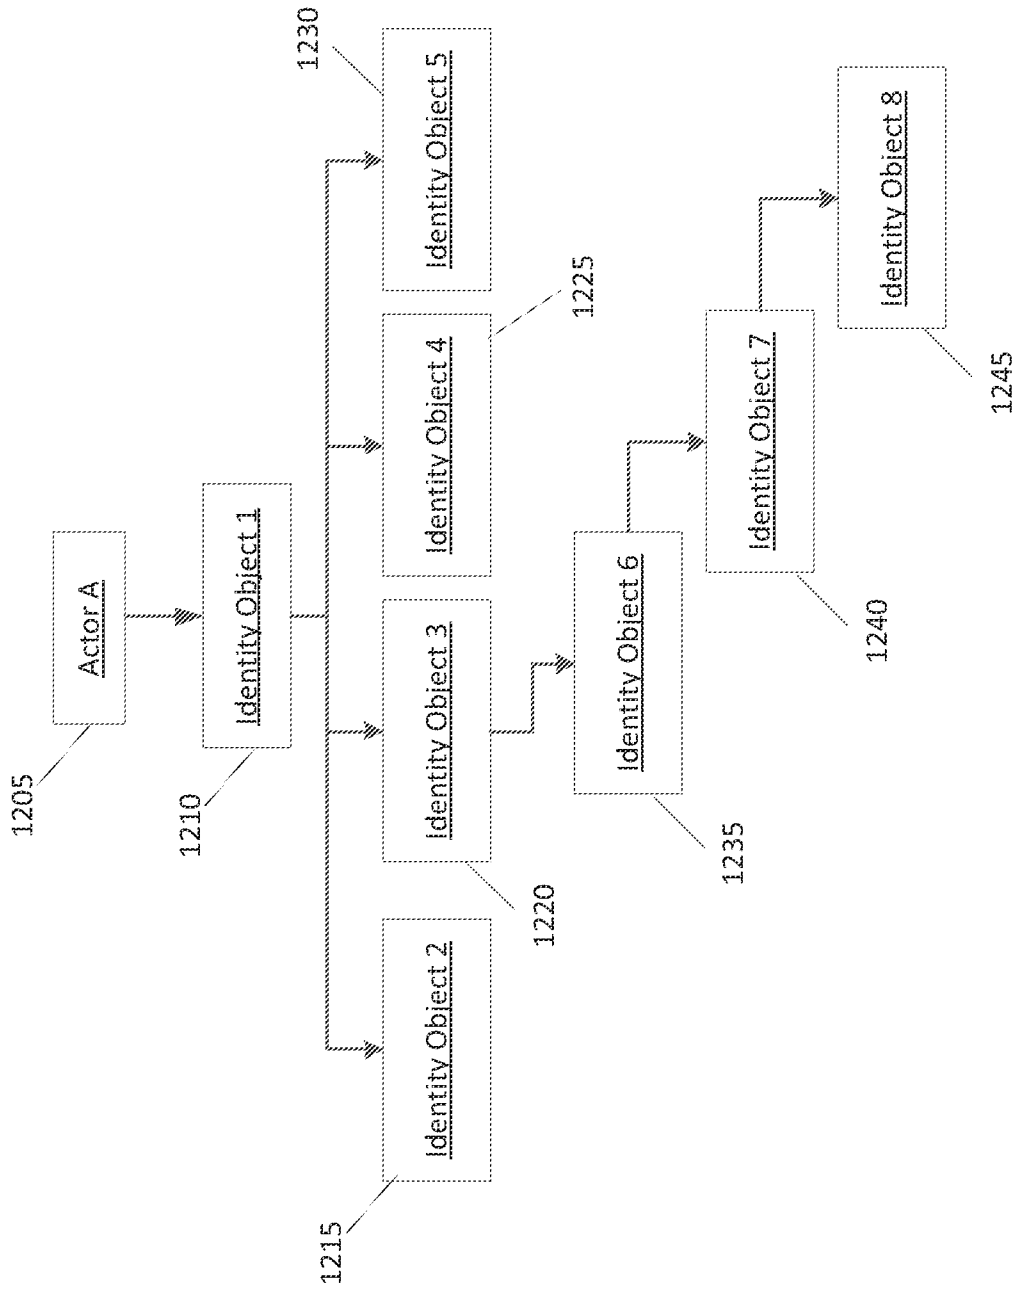 1205
Actor A
1210
Identity Object 1
1215
Identity Object 2
1220
Identity Object 3
1225
Identity Object 4
1230
Identity Object 5
1235
Identity Object 6
1240
Identity Object 7
1245
Identity Object 8